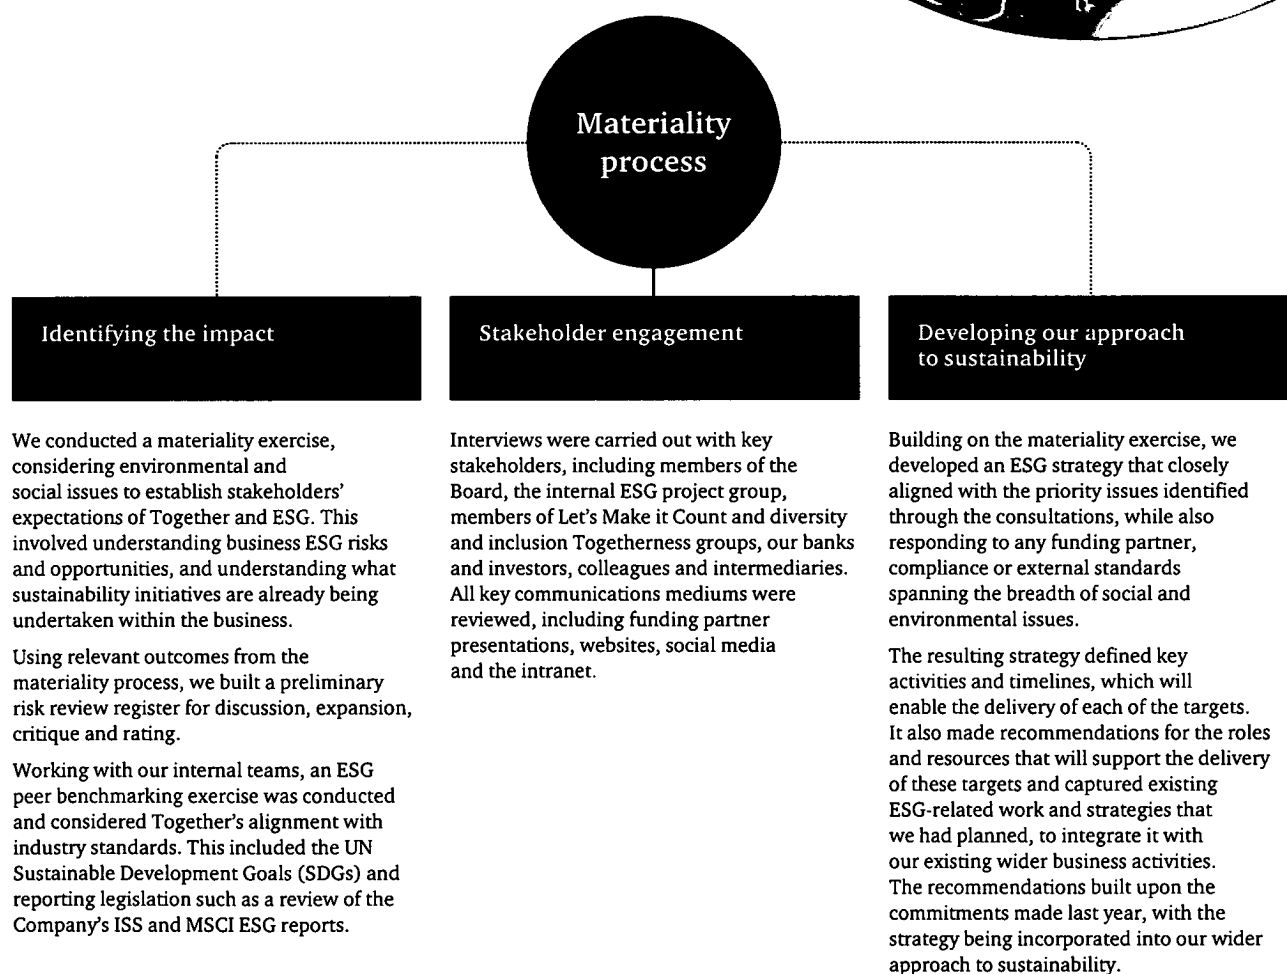 Materiality
process
Identifying the impact
We conducted a materiality exercise,
considering environmental and
social issues to establish stakeholders'
expectations of Together and ESG. This
involved understanding business ESG risks
and opportunities, and understanding what
sustainability initiatives are already being
undertaken within the business.
Using relevant outcomes from the
materiality process, we built a preliminary
risk review register for discussion, expansion,
critique and rating.
Working with our internal teams, an ESG
peer benchmarking exercise was conducted
and considered Together's alignment with
industry standards. This included the UN
Sustainable Development Goals (SDGs) and
reporting legislation such as a review of the
Company's ISS and MSCI ESG reports.
Stakeholder engagement
Interviews were carried out with key
stakeholders, including members of the
Board, the internal ESG project group,
members of Let's Make it Count and diversity
and inclusion Togetherness groups, our banks
and investors, colleagues and intermediaries.
All key communications mediums were
reviewed, including funding partner
presentations, websites, social media
and the intranet.
Developing our approach
to sustainability
Building on the materiality exercise, we
developed an ESG strategy that closely
aligned with the priority issues identified
through the consultations, while also
responding to any funding partner,
compliance or external standards
spanning the breadth of social and
environmental issues.
The resulting strategy defined key
activities and timelines, which will
enable the delivery of each of the targets.
It also made recommendations for the roles
and resources that will support the delivery
of these targets and captured existing
ESG-related work and strategies that
we had planned, to integrate it with
our existing wider business activities.
The recommendations built upon the
commitments made last year, with the
strategy being incorporated into our wider
approach to sustainability.